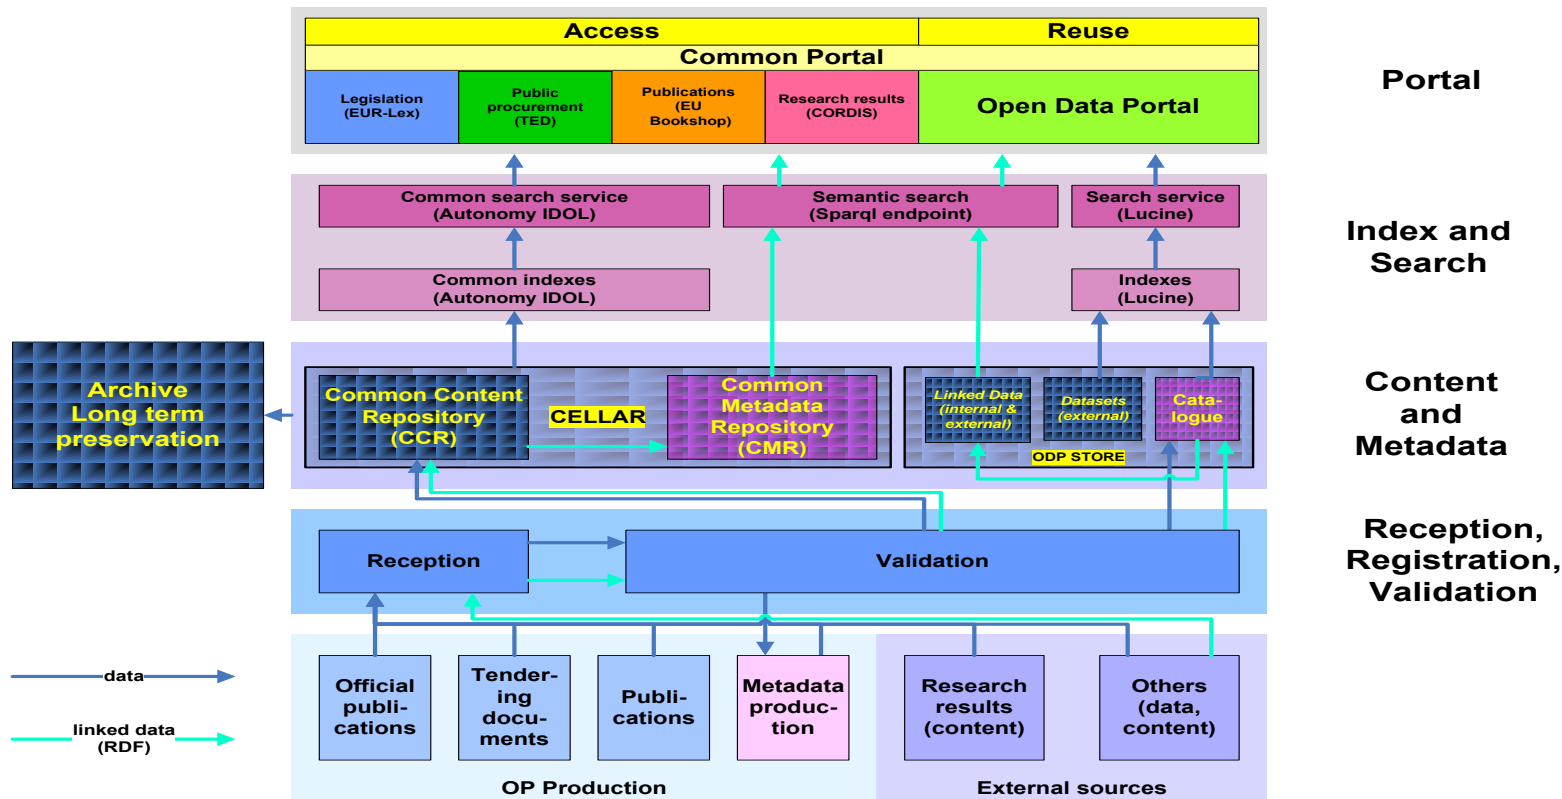 Access
Reuse
Common Portal
Legislation
(EUR-Lex)
Public
procurement
(TED)
Publications
(EU
Bookshop)
Research results
(CORDIS)
Open Data Portal
Portal
Common search service
(Autonomy IDOL)
Semantic search
(Sparql endpoint)
Search service
(Lucine)
Common indexes
(Autonomy IDOL)
Indexes
(Lucine)
Index and
Search
Archive
Long term
preservation
Common Content
Repository
(CCR)
CELLAR
Common
Metadata
Repository
(CMR)
Linked Data
(internal &
external)
Datasets
(external)
Cata-
logue
ODP STORE
Content
and
Metadata
Reception
Validation
Reception,
Registration,
Validation
data
linked data
(RDF)
Official
publi-
cations
Tender-
ing
docu-
ments
Publi-
cations
Metadata
produc-
tion
Research
results
(content)
Others
(data,
content)
OP Production
External sources